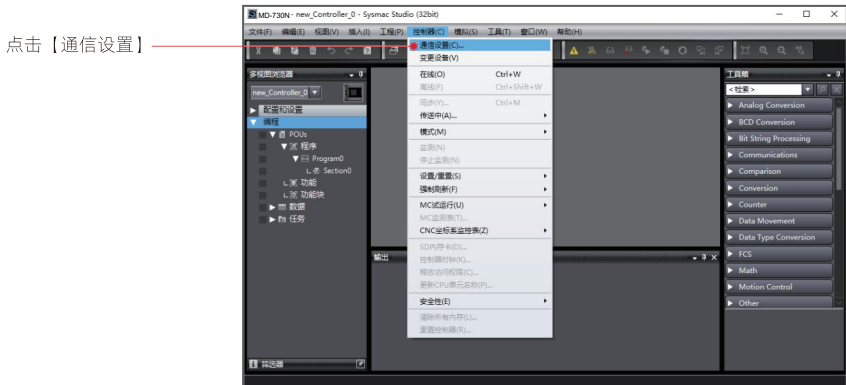 点击【通信设置】
MD-730N - new_Controller_0 - Sysmac Studio (32bit)
文件(F) 编辑(E) 视图(V) 插入(I) 工程(P) 控制器(C) 模拟(S) 工具(T) 窗口(W) 帮助(H)
通信设置(C)...
变更设备(V)
在线(O) Ctrl+W
离线(F) Ctrl+Shift+W
同步(Y)... Ctrl+M
传送中(A)...
模式(M)
监测(N)
停止监测(N)
设置/重置(S)
强制刷新(F)
MC试运行(U)
MC监测表(T)...
CNC坐标系监控表(Z)
SD内存卡(D)...
控制器时钟(K)...
释放访问权限(C)...
更新CPU单元名称(P)...
安全性(E)
清除所有内存(L)...
重置控制器(R)...
多视图浏览器
new_Controller_0
配置和设置
编程
POUs
程序
Program0
Section0
功能
功能块
数据
任务
筛选器
输出
工具箱
<检索>
Analog Conversion
BCD Conversion
Bit String Processing
Communications
Comparison
Conversion
Counter
Data Movement
Data Type Conversion
FCS
Math
Motion Control
Other